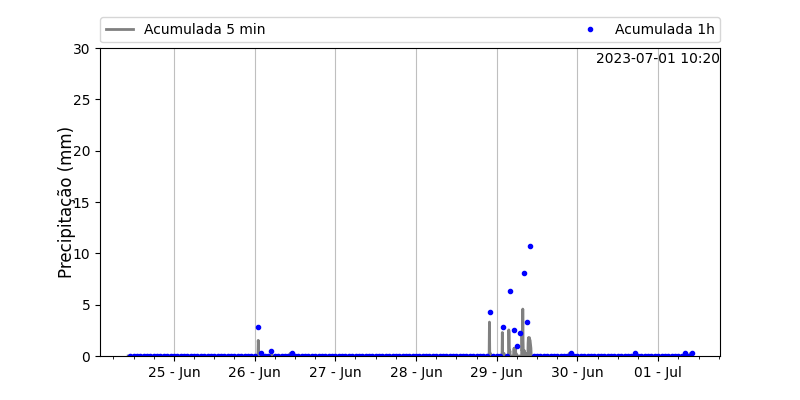 Acumulada 5 min
Acumulada 1h
2023-07-01 10:20
Precipitação (mm)
30
25
20
15
10
5
0
25 - Jun
26 - Jun
27 - Jun
28 - Jun
29 - Jun
30 - Jun
01 - Jul